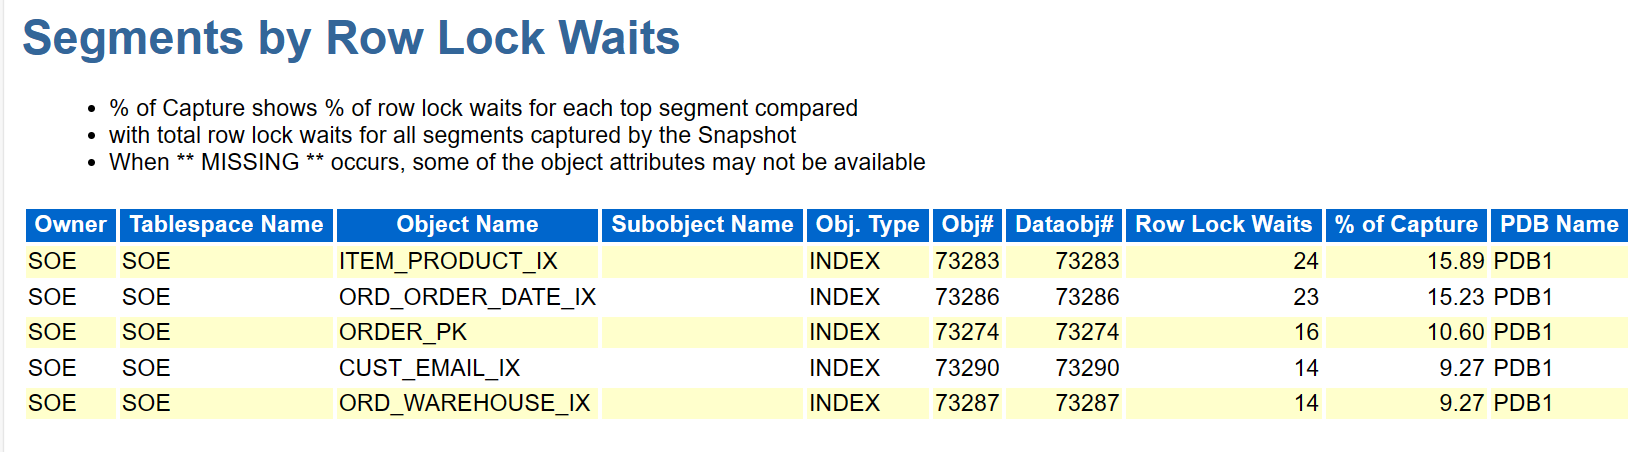 Segments by Row Lock Waits
• % of Capture shows % of row lock waits for each top segment compared
• with total row lock waits for all segments captured by the Snapshot
• When ** MISSING ** occurs, some of the object attributes may not be available
Owner Tablespace Name Object Name Subobject Name Obj. Type Obj# Dataobj# Row Lock Waits % of Capture PDB Name
SOE SOE ITEM_PRODUCT_IX INDEX 73283 73283 24 15.89 PDB1
SOE SOE ORD_ORDER_DATE_IX INDEX 73286 73286 23 15.23 PDB1
SOE SOE ORDER_PK INDEX 73274 73274 16 10.60 PDB1
SOE SOE CUST_EMAIL_IX INDEX 73290 73290 14 9.27 PDB1
SOE SOE ORD_WAREHOUSE_IX INDEX 73287 73287 14 9.27 PDB1